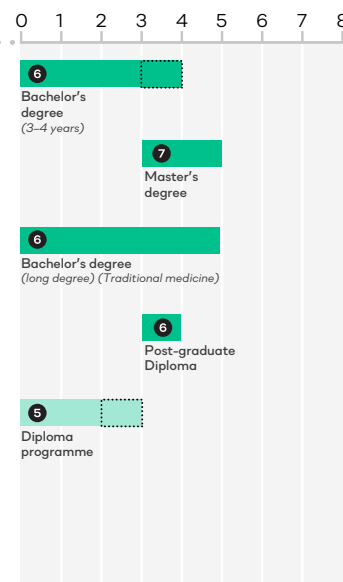 0 1 2 3 4 5 6 7 8
6
Bachelor's
degree
(3–4 years)
7
Master's
degree
6
Bachelor's degree
(long degree) (Traditional medicine)
6
Post-graduate
Diploma
5
Diploma
programme